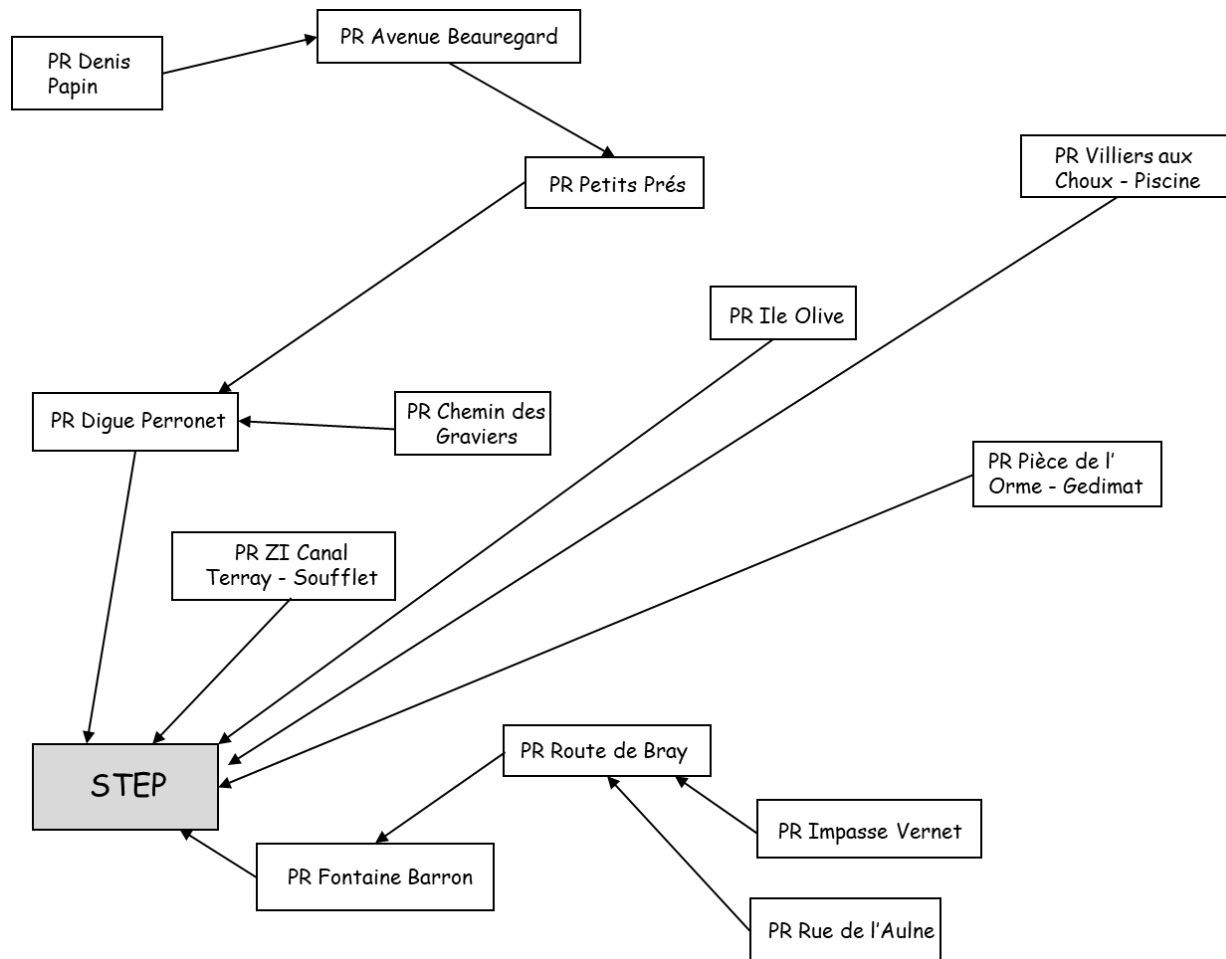 PR Avenue Beauregard
PR Denis
Papin
PR Villiers aux
Choux - Piscine
PR Petits Prés
PR Ile Olive
PR Digue Perronet
PR Chemin des
Graviers
PR Pièce de l’
Orme - Gedimat
PR ZI Canal
Terray - Soufflet
PR Route de Bray
STEP
PR Impasse Vernet
PR Fontaine Barron
PR Rue de l’Aulne